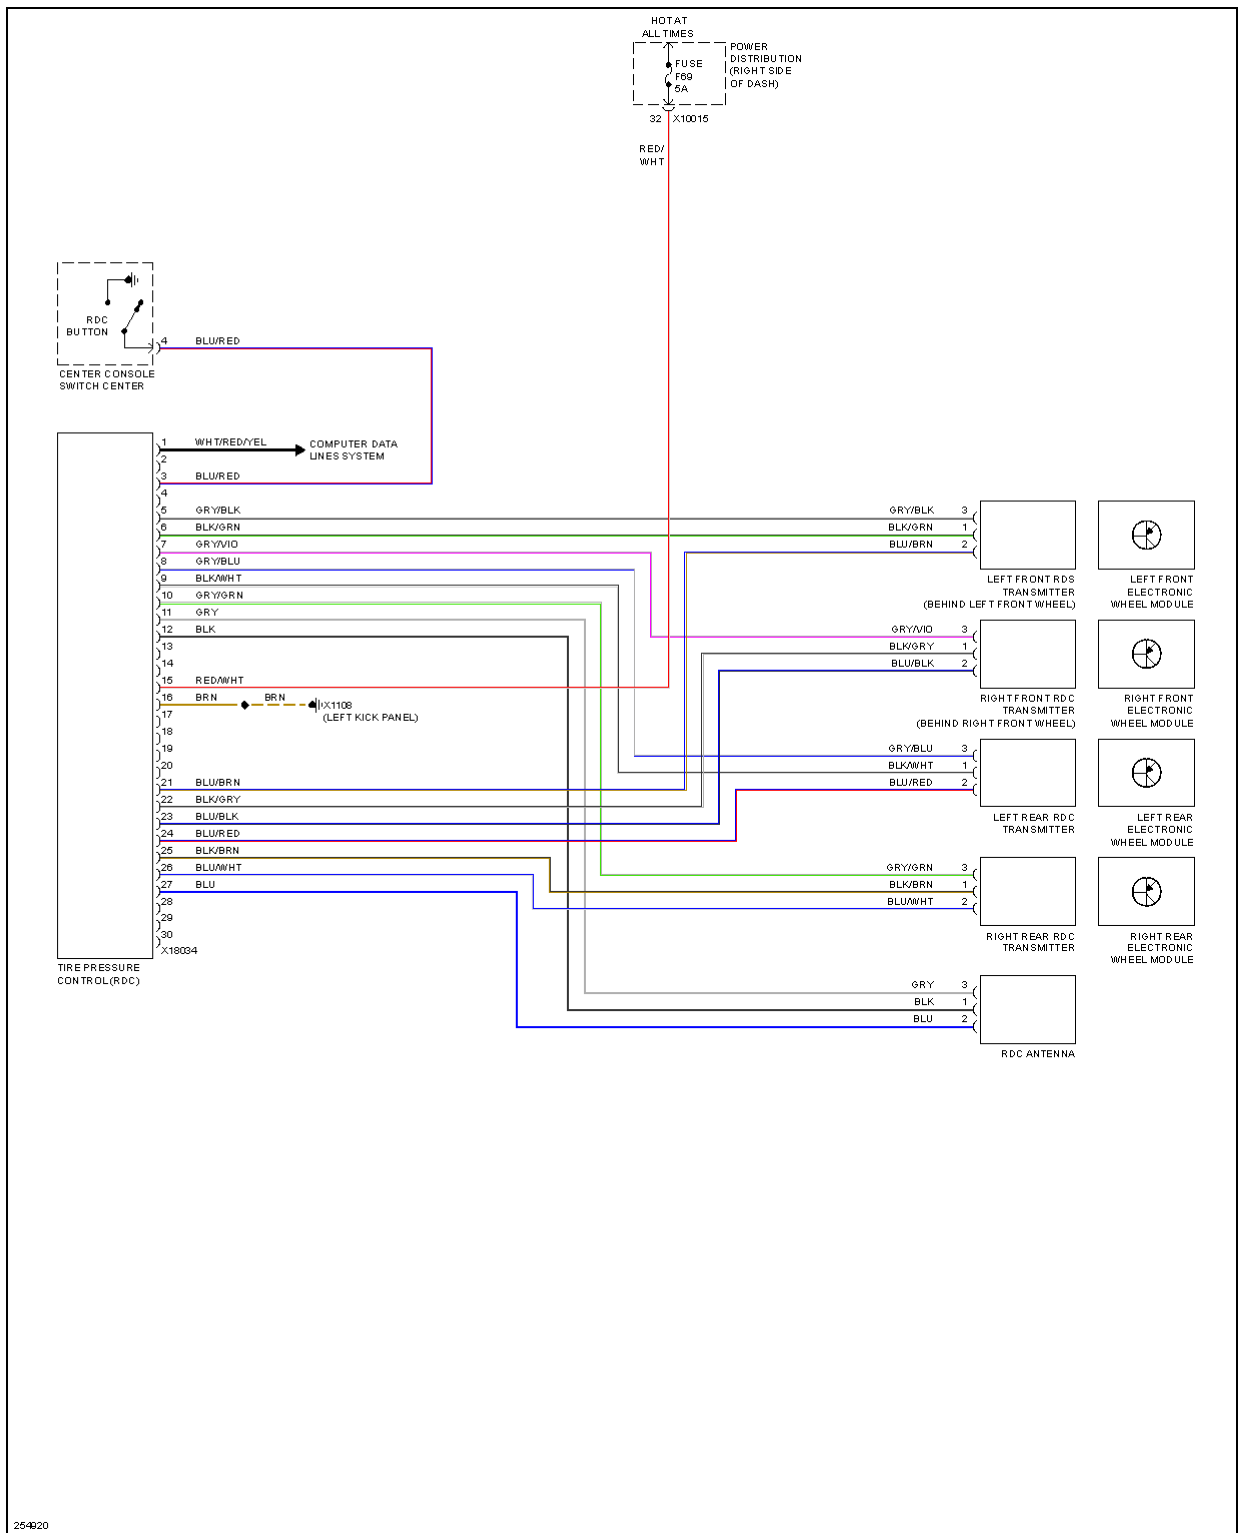 HOT AT
ALL TIMES
POWER
DISTRIBUTION
(RIGHT SIDE
OF DASH)
FUSE
F69
5A
32 X10015
RED/
WHT
RDC
BUTTON
4 BLU/RED
CENTER CONSOLE
SWITCH CENTER
1 WHT/RED/YEL
COMPUTER DATA
LINES SYSTEM
2
3 BLU/RED
4
5 GRY/BLK
6 BLK/GRN
7 GRY/VIO
8 GRY/BLU
9 BLK/WHT
10 GRY/GRN
11 GRY
12 BLK
13
14
15 RED/WHT
16 BRN BRN
X1108
(LEFT KICK PANEL)
17
18
19
20
21 BLU/BRN
22 BLK/GRY
23 BLU/BLK
24 BLU/RED
25 BLK/BRN
26 BLU/WHT
27 BLU
28
29
30
X18034
TIRE PRESSURE
CONTROL(RDC)
GRY/BLK 3
BLK/GRN 1
BLU/BRN 2
LEFT FRONT RDS
TRANSMITTER
(BEHIND LEFT FRONT WHEEL)
LEFT FRONT
ELECTRONIC
WHEEL MODULE
GRY/VIO 3
BLK/GRY 1
BLU/BLK 2
RIGHT FRONT RDC
TRANSMITTER
(BEHIND RIGHT FRONT WHEEL)
RIGHT FRONT
ELECTRONIC
WHEEL MODULE
GRY/BLU 3
BLK/WHT 1
BLU/RED 2
LEFT REAR RDC
TRANSMITTER
LEFT REAR
ELECTRONIC
WHEEL MODULE
GRY/GRN 3
BLK/BRN 1
BLU/WHT 2
RIGHT REAR RDC
TRANSMITTER
RIGHT REAR
ELECTRONIC
WHEEL MODULE
GRY 3
BLK 1
BLU 2
RDC ANTENNA
254920